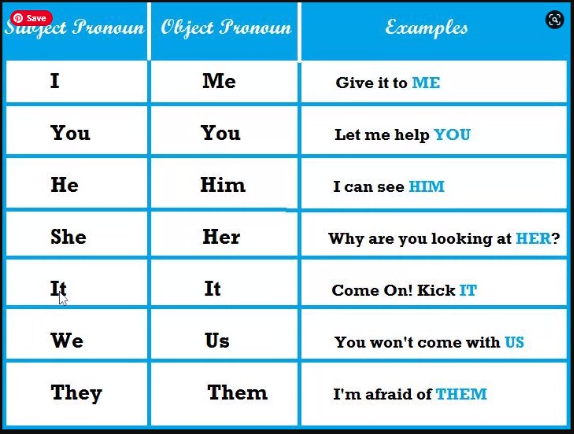 Save
Subject Pronoun Object Pronoun Examples
I Me Give it to ME
You You Let me help YOU
He Him I can see HIM
She Her Why are you looking at HER?
It It Come On! Kick IT
We Us You won't come with US
They Them I'm afraid of THEM